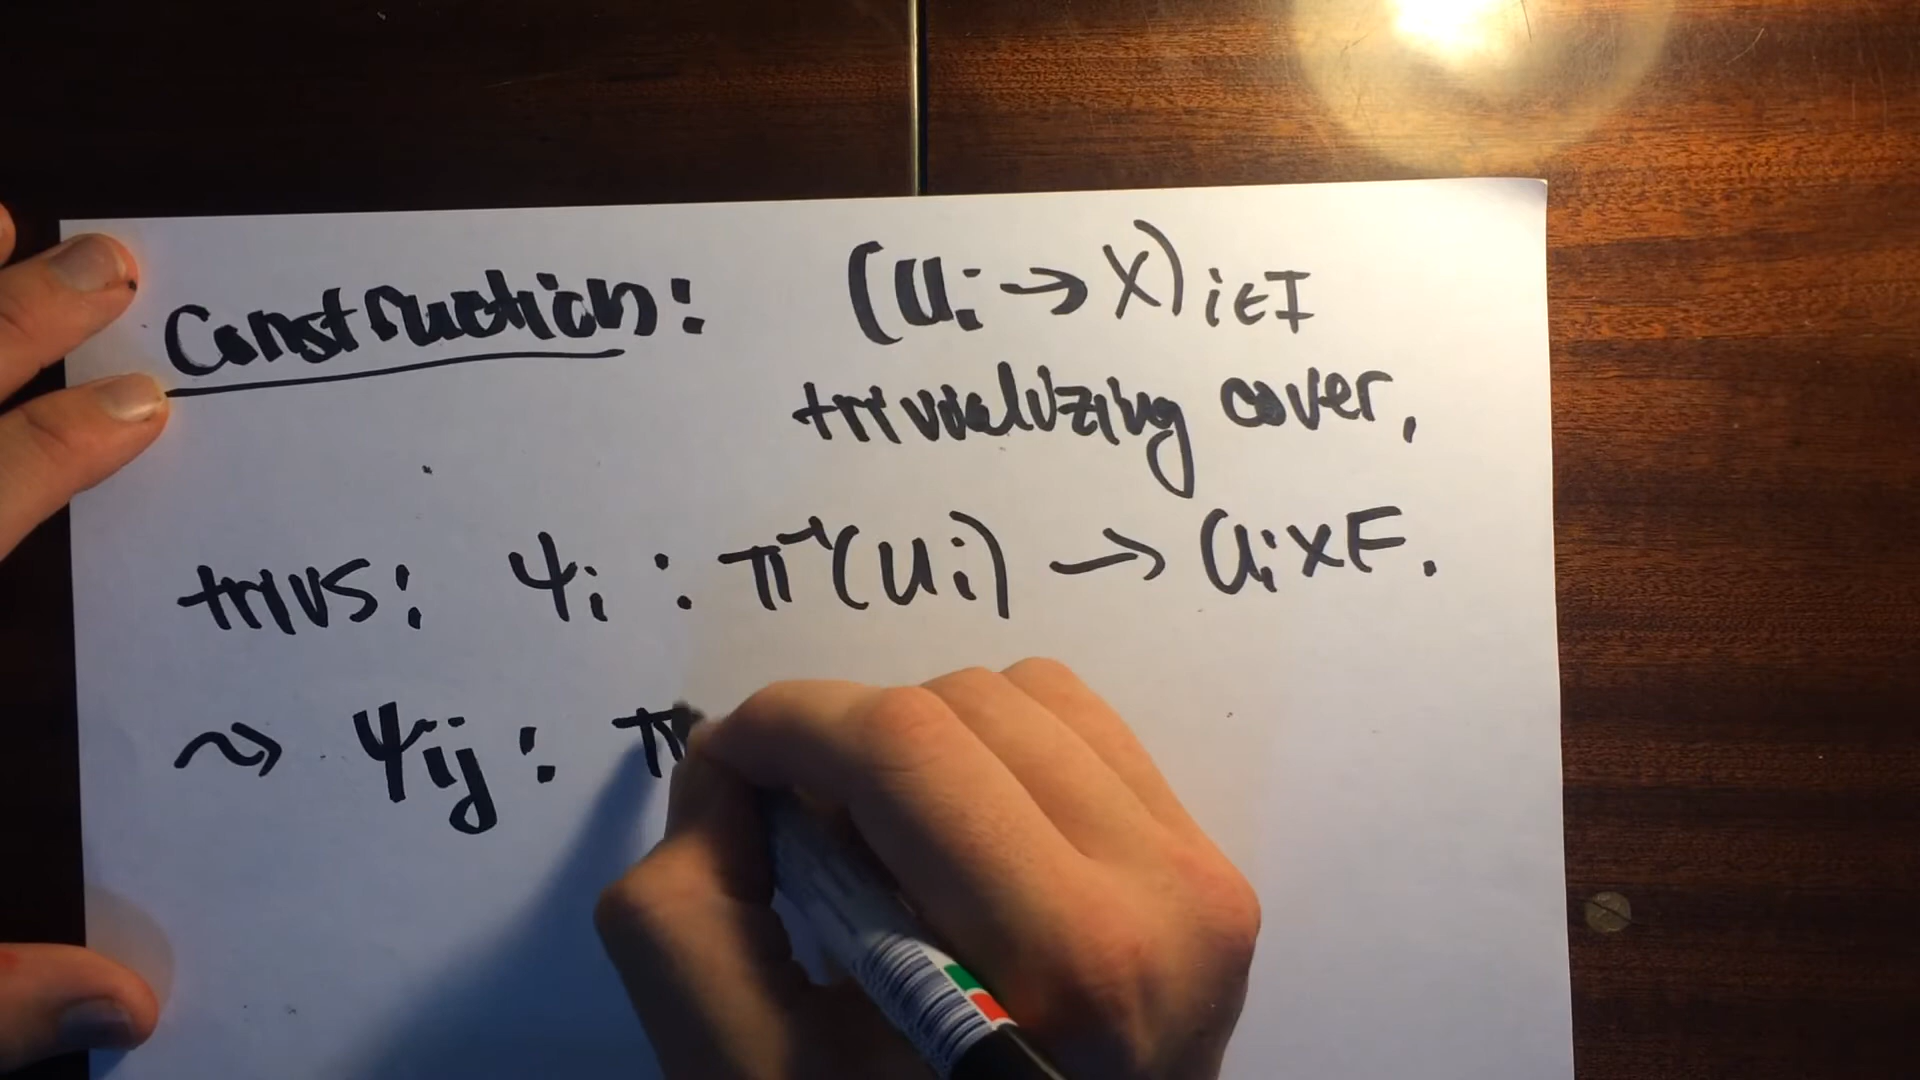 Construction: (Ui → X) i∈I
trivializing cover,
trivs: ψi : π⁻¹(Ui) → Ui×F.
⤳ ψij : π